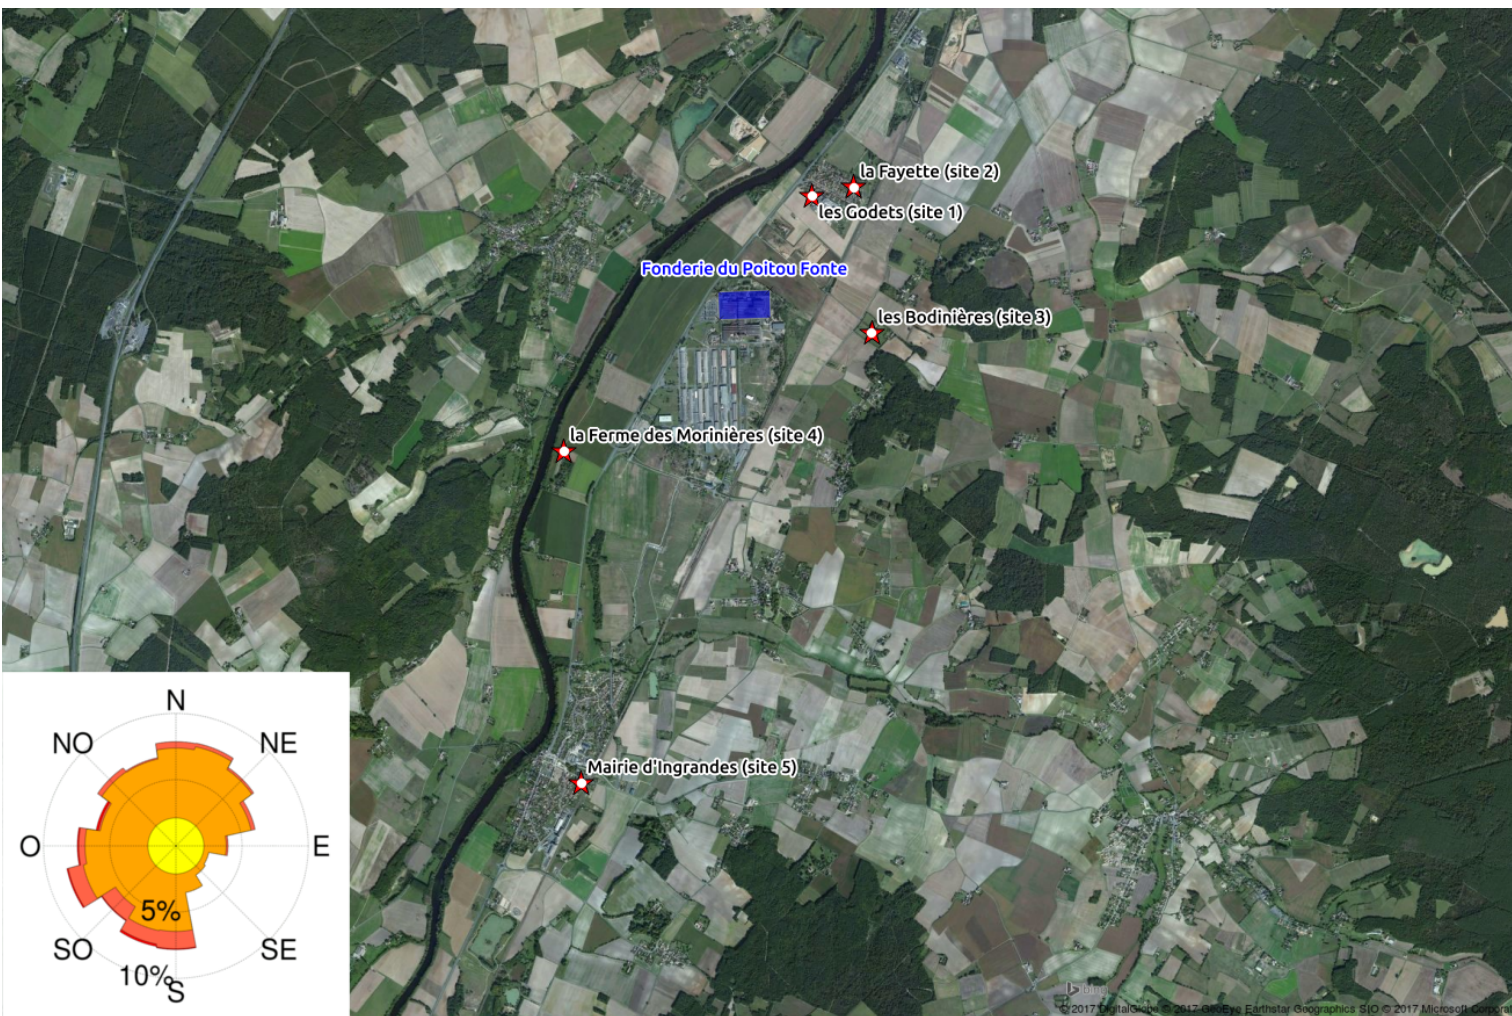 la Fayette (site 2)
les Godets (site 1)
Fonderie du Poitou Fonte
les Bodinières (site 3)
la Ferme des Morinières (site 4)
Mairie d'Ingrandes (site 5)
N
NO
NE
O
E
5%
SO
SE
10%
S
bing
© 2017 DigitalGlobe © 2017 GeoEye Earthstar Geographics SIO © 2017 Microsoft Corpora